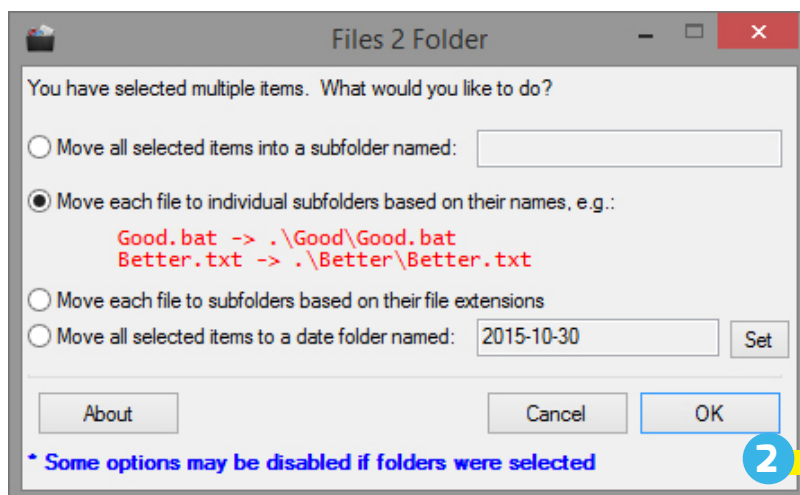 Files 2 Folder
You have selected multiple items. What would you like to do?
Move all selected items into a subfolder named:
Move each file to individual subfolders based on their names, e.g.:
Good.bat -> .\Good\Good.bat
Better.txt -> .\Better\Better.txt
Move each file to subfolders based on their file extensions
Move all selected items to a date folder named: 2015-10-30 Set
About Cancel OK
* Some options may be disabled if folders were selected
2